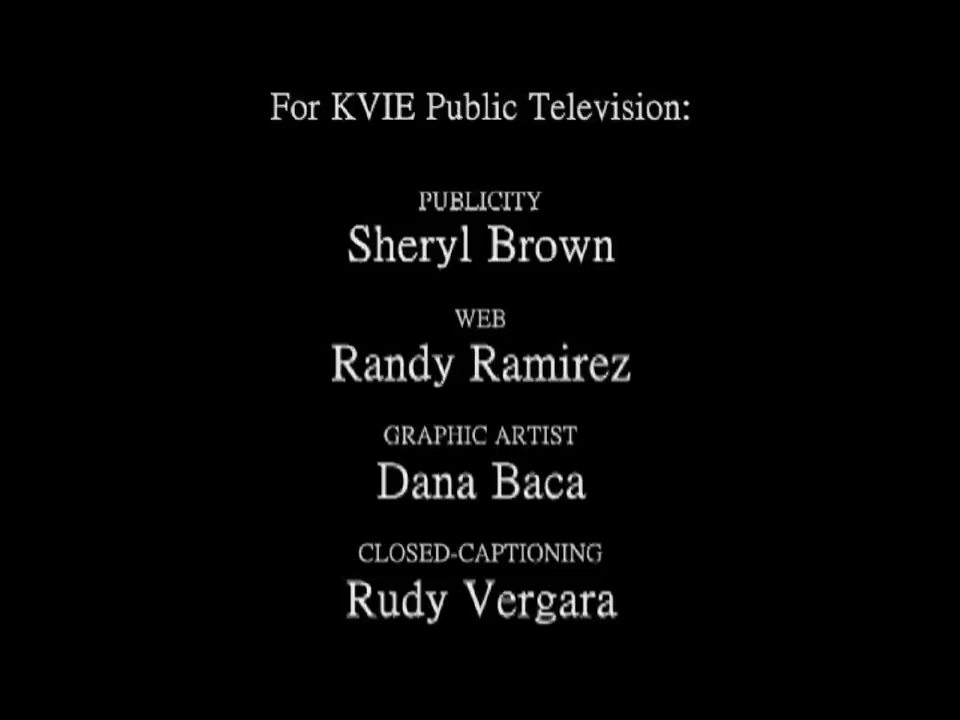 For KVIE Public Television:
PUBLICITY
Sheryl Brown
WEB
Randy Ramirez
GRAPHIC ARTIST
Dana Baca
CLOSED-CAPTIONING
Rudy Vergara